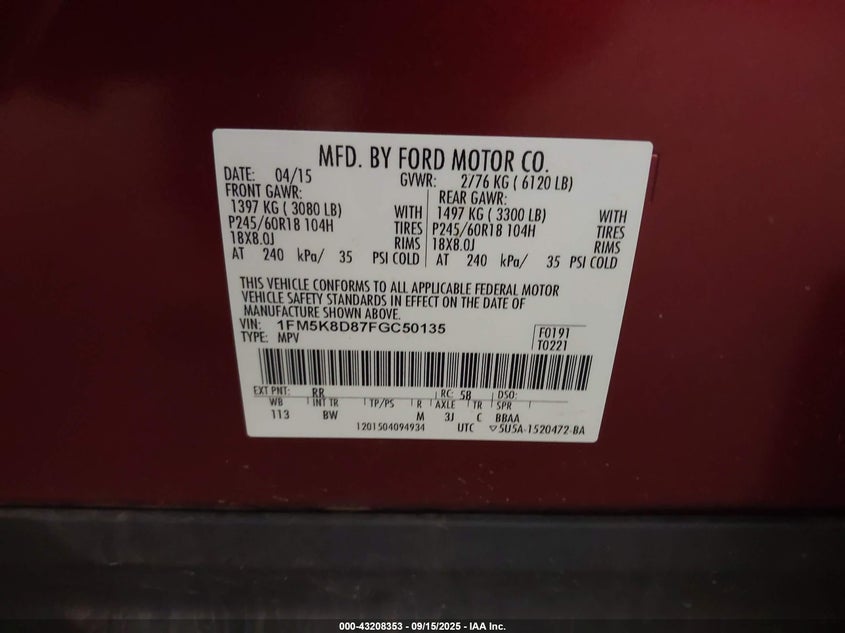 MFD. BY FORD MOTOR CO.
DATE: 04/15 GVWR: 2/76 KG ( 6120 LB)
FRONT GAWR: REAR GAWR:
1397 KG ( 3080 LB) WITH 1497 KG ( 3300 LB) WITH
P245/60R18 104H TIRES P245/60R18 104H TIRES
18X8.0J RIMS 18X8.0J RIMS
AT 240 kPa/ 35 PSI COLD AT 240 kPa/ 35 PSI COLD
THIS VEHICLE CONFORMS TO ALL APPLICABLE FEDERAL MOTOR
VEHICLE SAFETY STANDARDS IN EFFECT ON THE DATE OF
MANUFACTURE SHOWN ABOVE.
VIN: 1FM5K8D87FGC50135 F0191
TYPE: MPV T0221
EXT PNT: RR RC: 58 DSO:
WB INT TR TP/PS R AXLE TR SPR
113 BW M 3J C BBAA
1201504094934 UTC ▽5U5A-1520472-BA
000-43208353 - 09/15/2025 - IAA Inc.